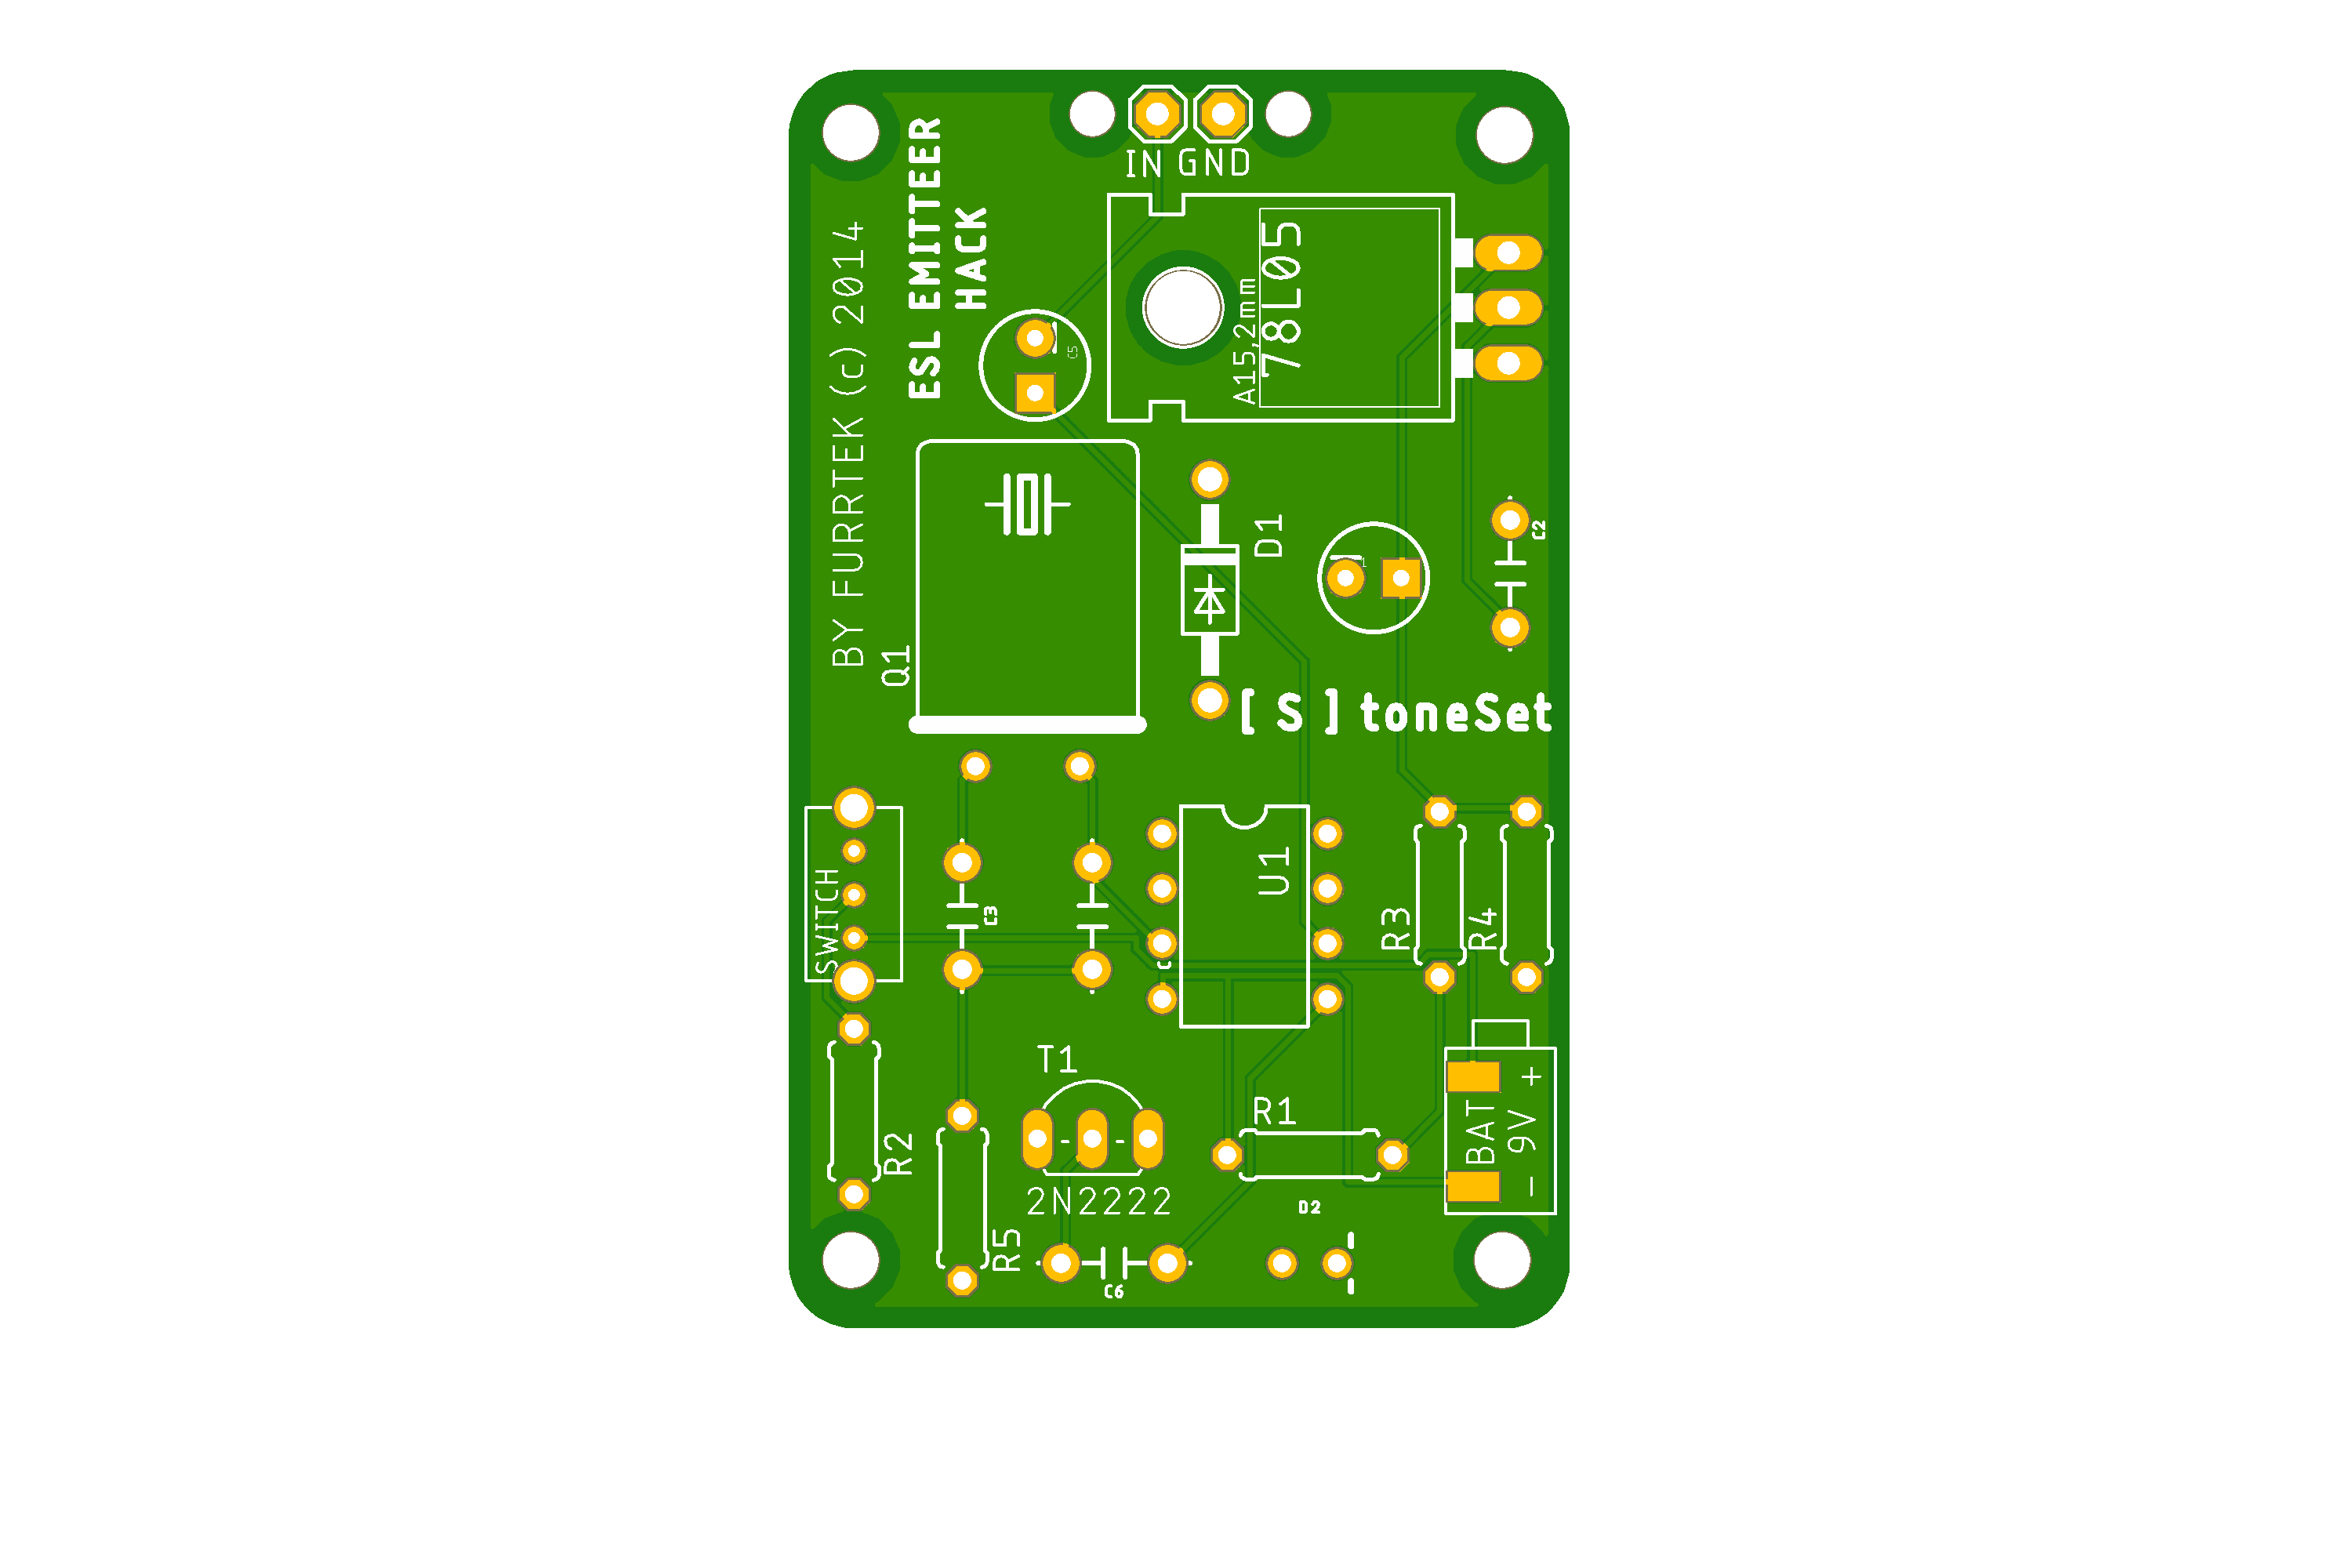 IN GND
ESL EMITTEER
HACK
BY FURRTEK (c) 2014
A15,2mm
78L05
C5
D1
1
C2
Q1
[ S ] toneSet
SWITCH
C3
U1
R3
R4
T1
R1
R2
2N2222
BAT
- 9V +
D2
R5
C6